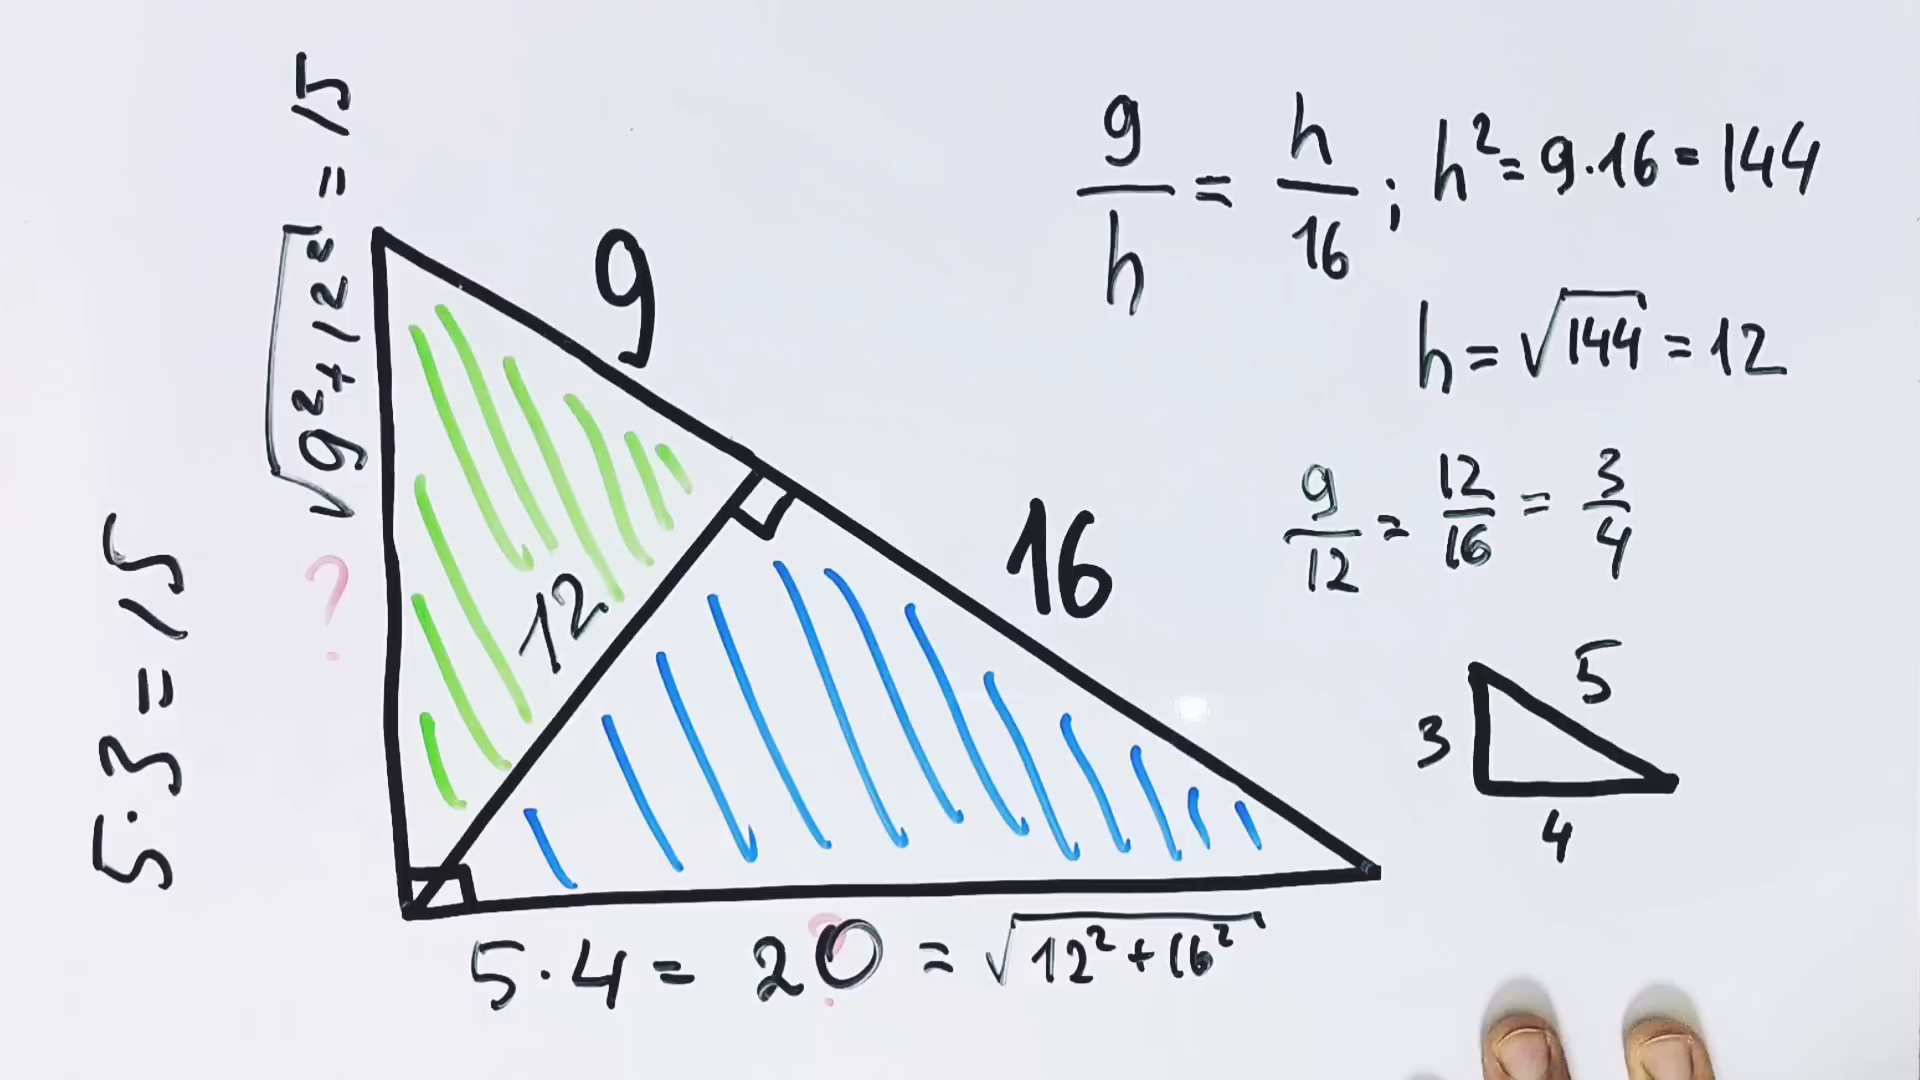 9/h = h/16 ; h² = 9·16 = 144
h = √144 = 12
9/12 = 12/16 = 3/4
√9²+12² = 15
9
16
12
?
5·3 = 15
5
3
4
5·4 = 20 = √12²+16²
?